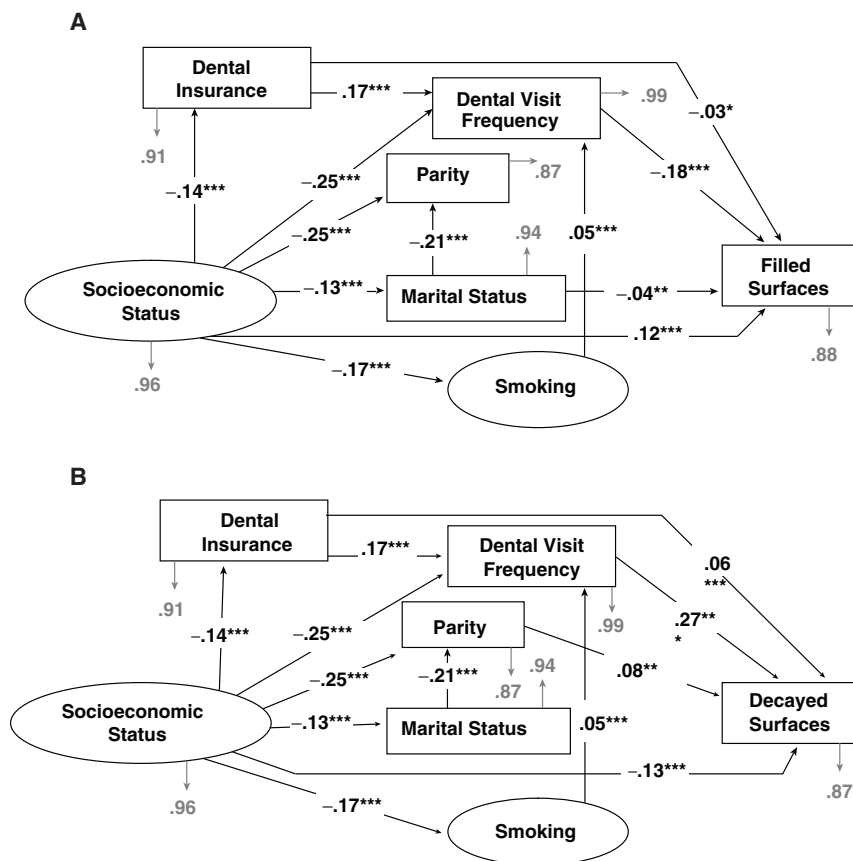 A
Dental
Insurance
.17***
Dental Visit
Frequency
.99
–.03*
.91
–.14***
–.25***
Parity
.87
–.18***
–.25***
–.21***
.94
.05***
Socioeconomic
Status
–.13***
Marital Status
–.04**
Filled
Surfaces
.12***
.96
–.17***
Smoking
.88
B
Dental
Insurance
.17***
Dental Visit
Frequency
.06
***
.91
–.14***
–.25***
Parity
.99
.27**
*
–.25***
–.21***
.87
.94
.08**
Socioeconomic
Status
–.13***
Marital Status
.05***
Decayed
Surfaces
–.13***
.96
–.17***
Smoking
.87